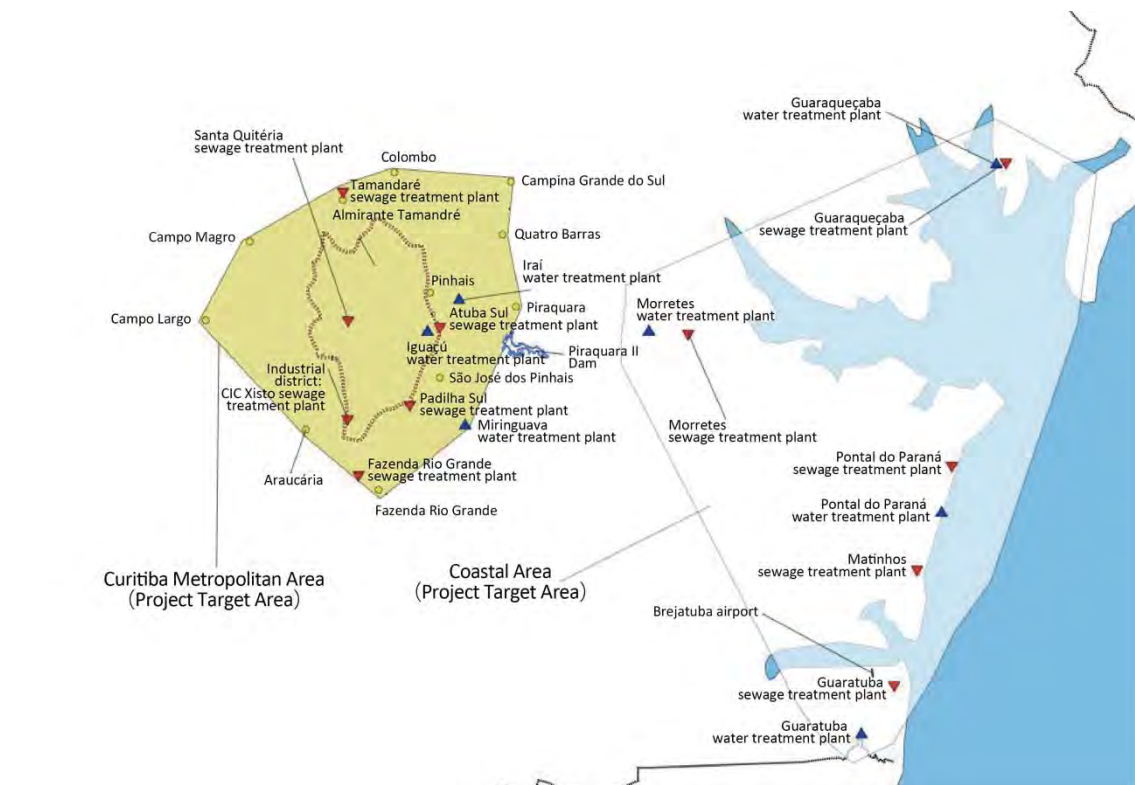 Guaraqueçaba
water treatment plant
Santa Quitéria
sewage treatment plant
Colombo
Tamandaré
sewage treatment plant
Almirante Tamandré
Campina Grande do Sul
Guaraqueçaba
sewage treatment plant
Campo Magro
Quatro Barras
Iraí
water treatment plant
Pinhais
Campo Largo
Atuba Sul
sewage treatment plant
Piraquara
Morretes
water treatment plant
Iguaçú
water treatment plant
Piraquara II
Dam
Industrial
district:
CIC Xisto sewage
treatment plant
São José dos Pinhais
Padilha Sul
sewage treatment plant
Miringuava
water treatment plant
Morretes
sewage treatment plant
Araucária
Fazenda Rio Grande
sewage treatment plant
Fazenda Rio Grande
Pontal do Paraná
sewage treatment plant
Pontal do Paraná
water treatment plant
Curitiba Metropolitan Area
(Project Target Area)
Coastal Area
(Project Target Area)
Matinhos
sewage treatment plant
Brejatuba airport
Guaratuba
sewage treatment plant
Guaratuba
water treatment plant